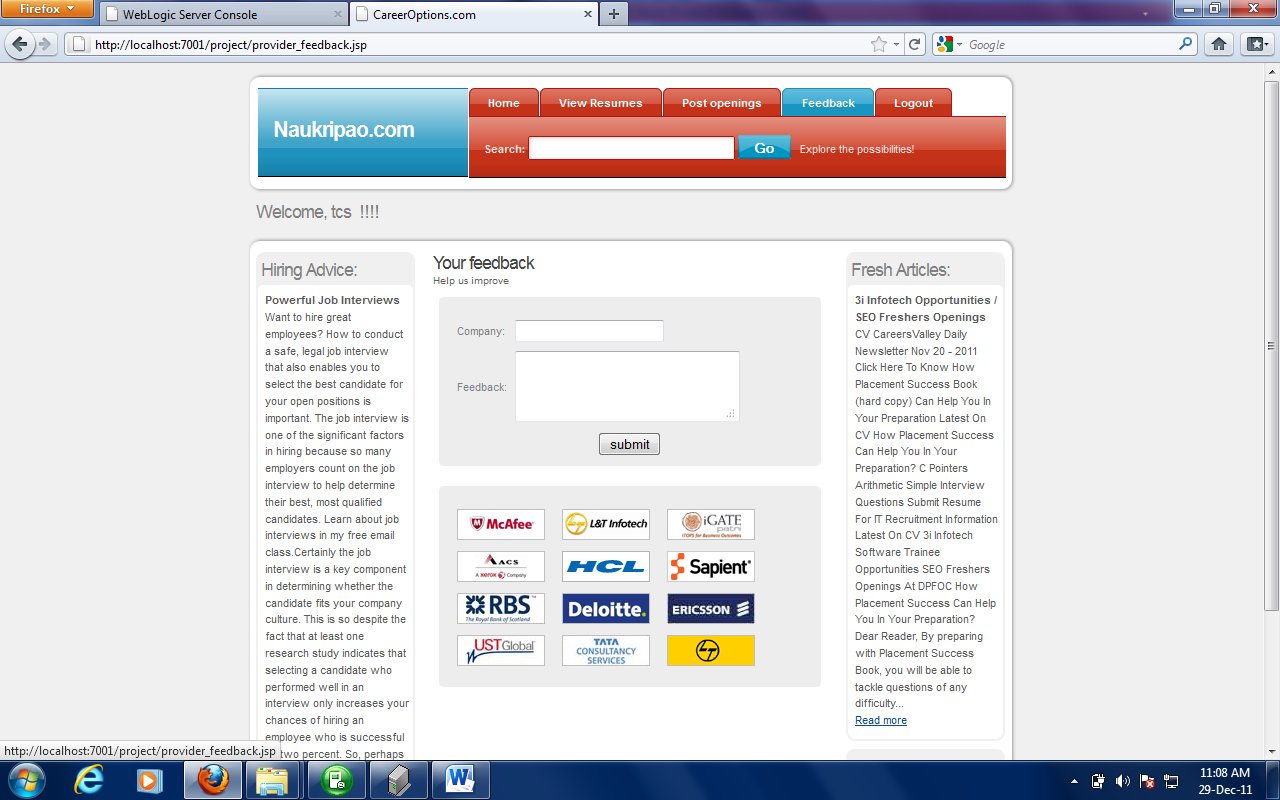 Firefox
WebLogic Server Console
CareerOptions.com
http://localhost:7001/project/provider_feedback.jsp
Google
Naukripao.com
Home
View Resumes
Post openings
Feedback
Logout
Search:
Go
Explore the possibilities!
Welcome, tcs !!!!
Hiring Advice:
Powerful Job Interviews
Want to hire great
employees? How to conduct
a safe, legal job interview
that also enables you to
select the best candidate for
your open positions is
important. The job interview is
one of the significant factors
in hiring because so many
employers count on the job
interview to help determine
their best, most qualified
candidates. Learn about job
interviews in my free email
class.Certainly the job
interview is a key component
in determining whether the
candidate fits your company
culture. This is so despite the
fact that at least one
research study indicates that
selecting a candidate who
performed well in an
interview only increases your
chances of hiring an
employee who is successful
two percent. So, perhaps
Your feedback
Help us improve
Company:
Feedback:
submit
McAfee
L&T Infotech
iGATE
patni
iTOPS for Business Outcomes
ACS
A xerox Company
HCL
Sapient
RBS
The Royal Bank of Scotland
Deloitte.
ERICSSON
UST Global
TATA
CONSULTANCY
SERVICES
Fresh Articles:
3i Infotech Opportunities /
SEO Freshers Openings
CV CareersValley Daily
Newsletter Nov 20 - 2011
Click Here To Know How
Placement Success Book
(hard copy) Can Help You In
Your Preparation Latest On
CV How Placement Success
Can Help You In Your
Preparation? C Pointers
Arithmetic Simple Interview
Questions Submit Resume
For IT Recruitment Information
Latest On CV 3i Infotech
Software Trainee
Opportunities SEO Freshers
Openings At DPFOC How
Placement Success Can Help
You In Your Preparation?
Dear Reader, By preparing
with Placement Success
Book, you will be able to
tackle questions of any
difficulty...
Read more
http://localhost:7001/project/provider_feedback.jsp
11:08 AM
29-Dec-11